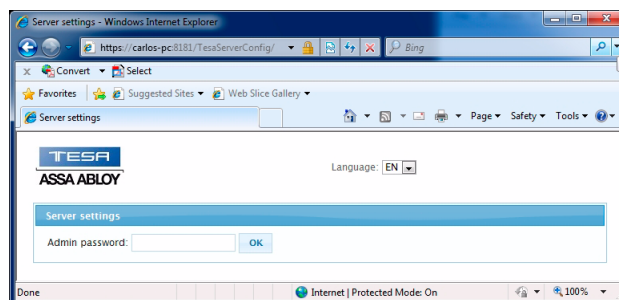 Server settings - Windows Internet Explorer
https://carlos-pc:8181/TesaServerConfig/
Bing
x Convert Select
Favorites Suggested Sites Web Slice Gallery
Server settings Page Safety Tools
TESA
ASSA ABLOY
Language: EN
Server settings
Admin password: OK
Done Internet | Protected Mode: On 100%